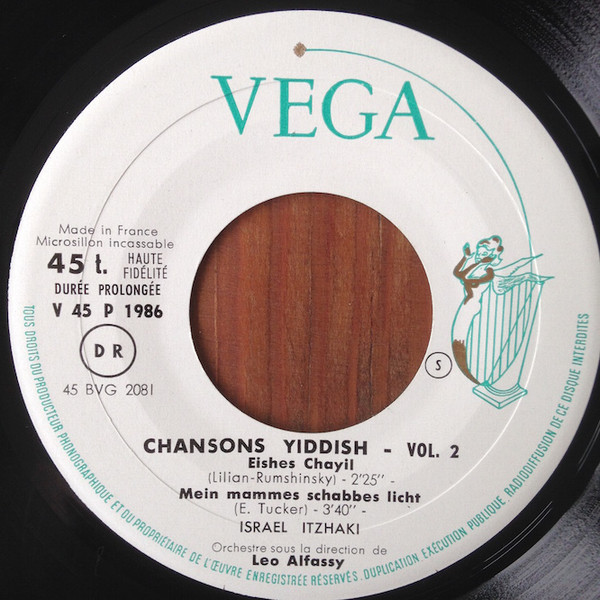 VEGA
Made in France
Microsillon incassable
45 t. HAUTE FIDÉLITÉ
DURÉE PROLONGÉE
V 45 P 1986
D R
45 BVG 2081
S
CHANSONS YIDDISH - VOL. 2
Eishes Chayil
(Lilian-Rumshinsky) - 2'25" -
Mein mammes schabbes licht
(E. Tucker) - 3'40" -
ISRAEL ITZHAKI
Orchestre sous la direction de
Leo Alfassy
TOUS DROITS DU PRODUCTEUR PHONOGRAPHIQUE ET DU PROPRIÉTAIRE DE L'ŒUVRE ENREGISTRÉE RÉSERVÉS. DUPLICATION EXÉCUTION PUBLIQUE, RADIODIFFUSION DE CE DISQUE INTERDITES